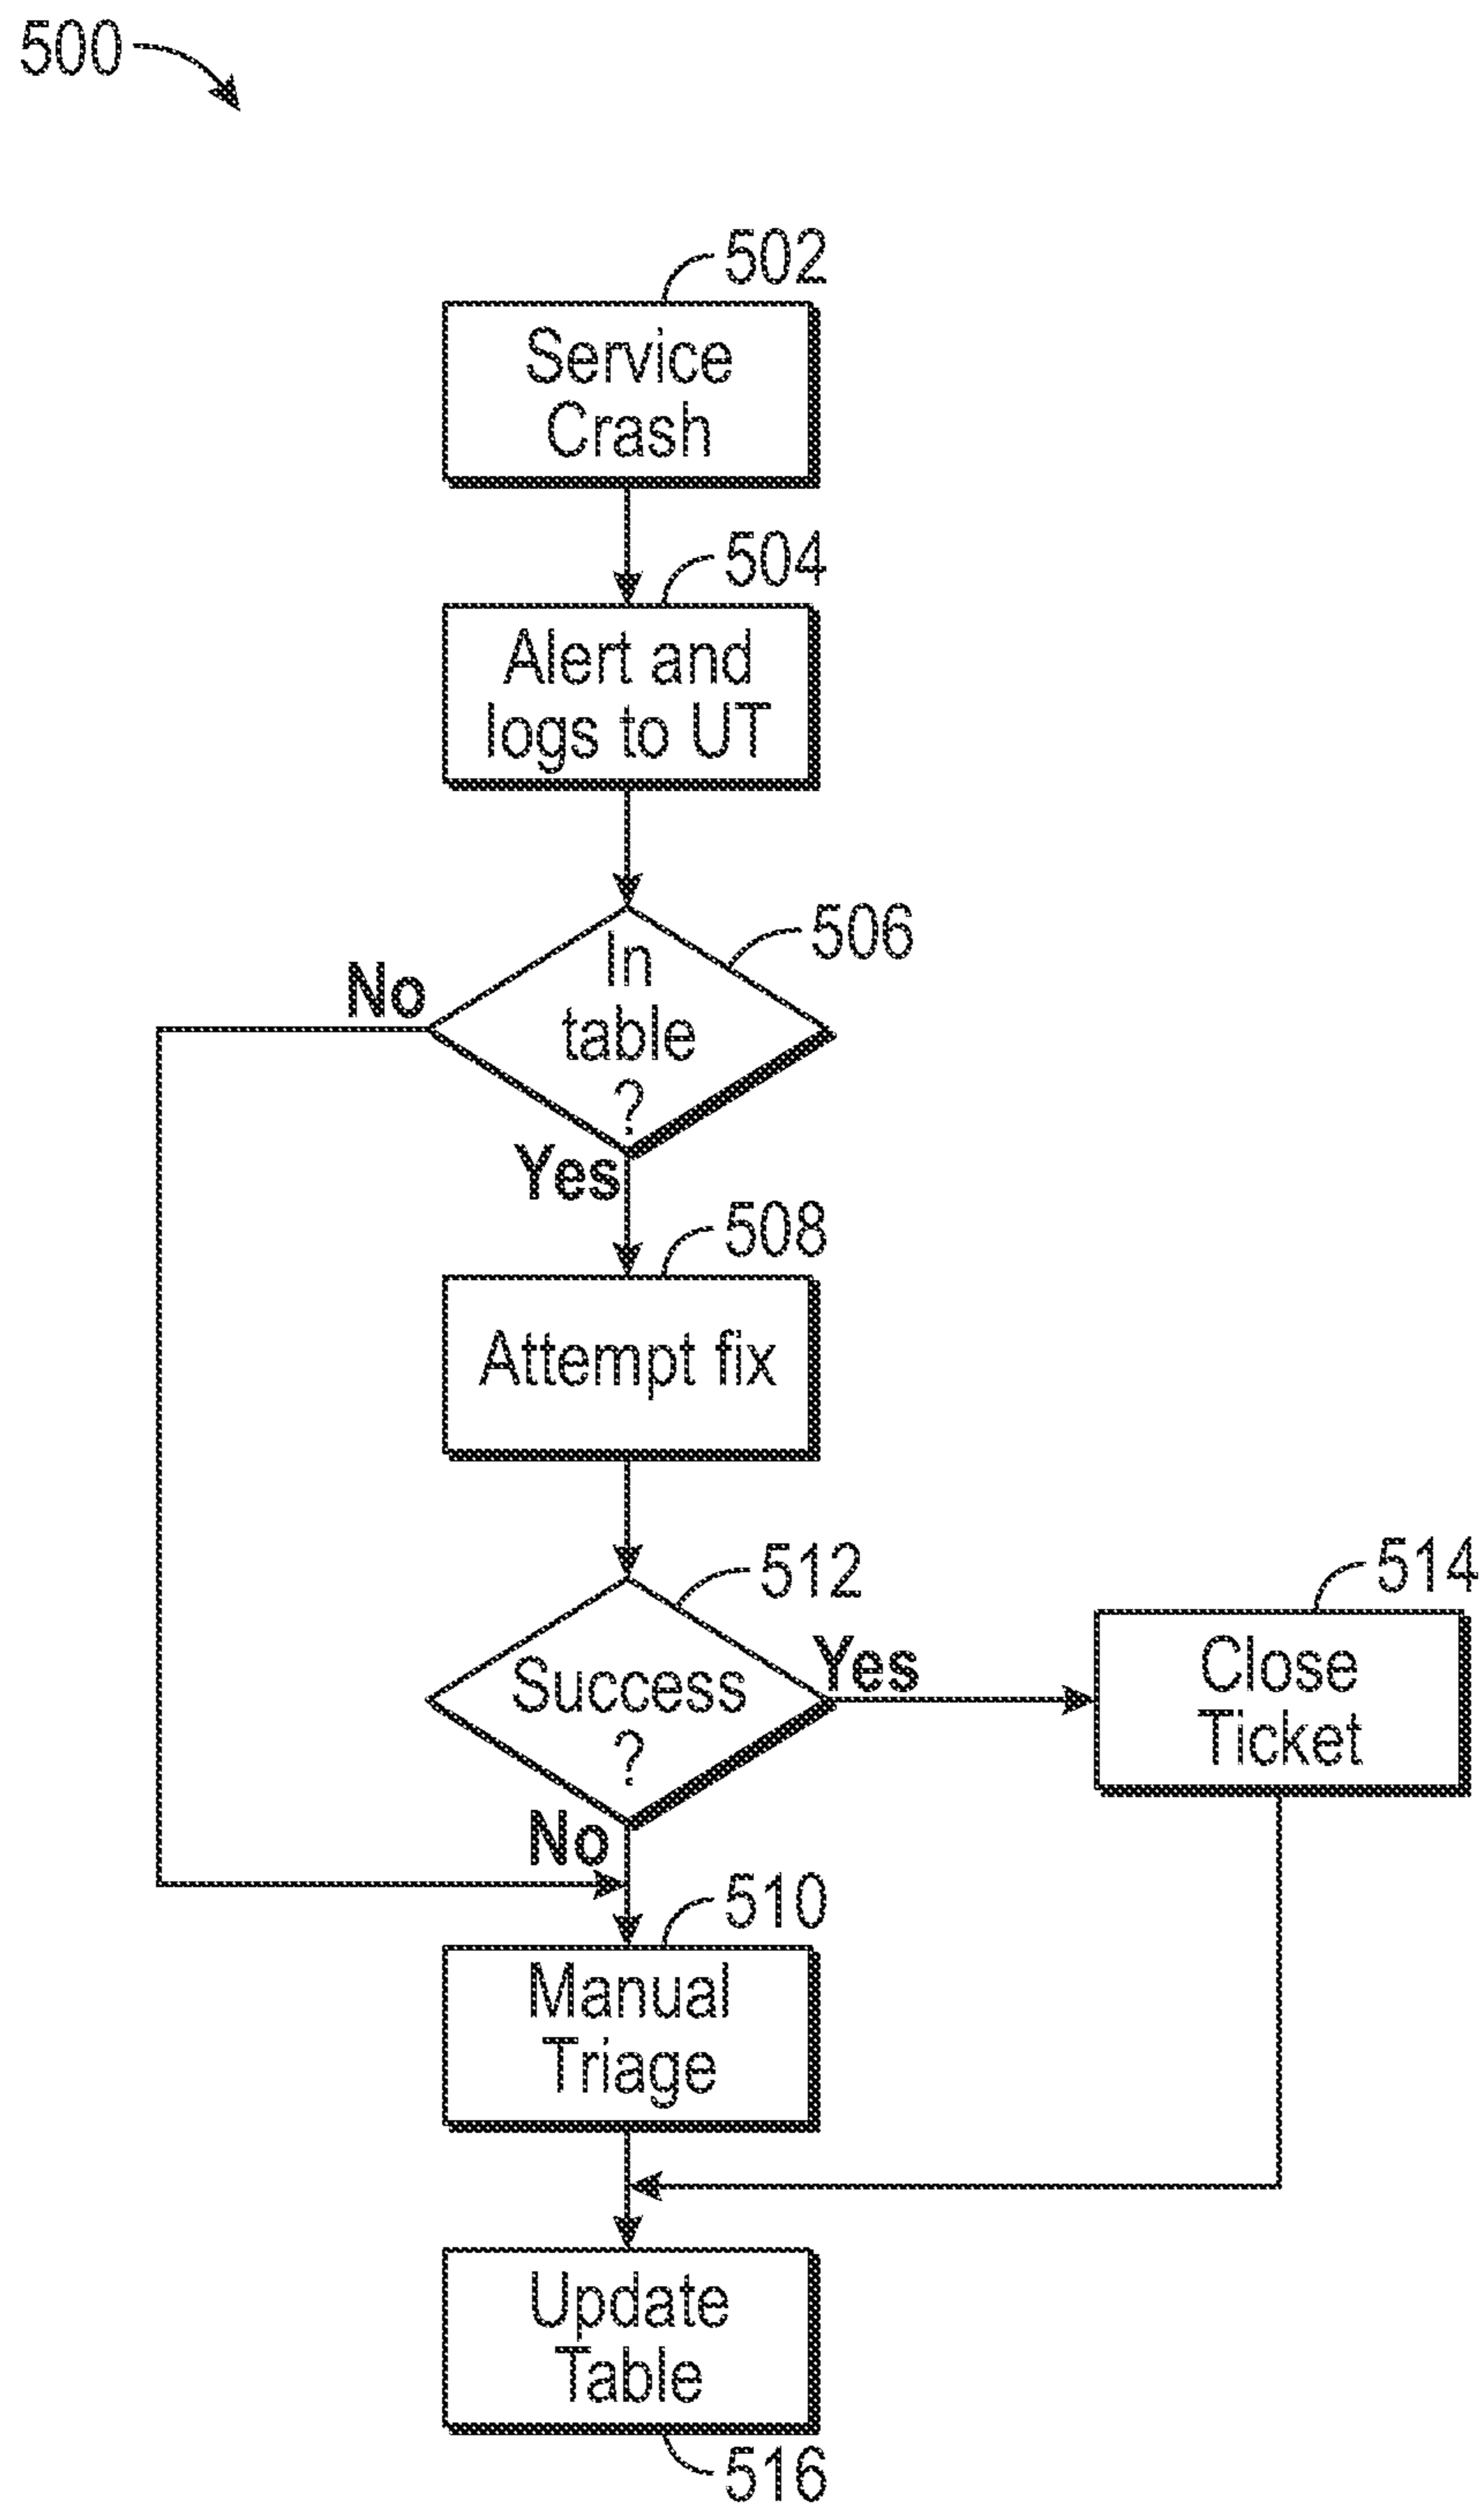 500
502
Service
Crash
504
Alert and
logs to UT
506
In
table
?
No
Yes
508
Attempt fix
512
Success
?
Yes
514
Close
Ticket
No
510
Manual
Triage
Update
Table
516